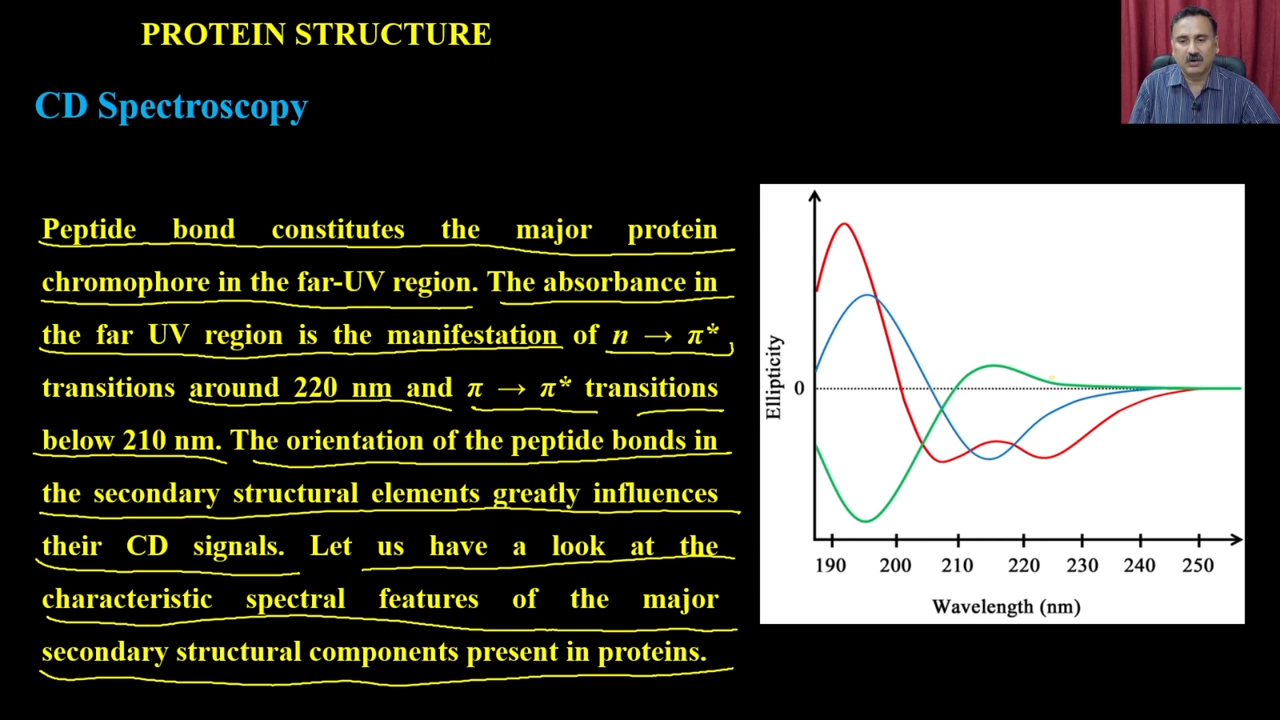 PROTEIN STRUCTURE
CD Spectroscopy
Peptide bond constitutes the major protein
chromophore in the far-UV region. The absorbance in
the far UV region is the manifestation of n → π*,
transitions around 220 nm and π → π* transitions
below 210 nm. The orientation of the peptide bonds in
the secondary structural elements greatly influences
their CD signals. Let us have a look at the
characteristic spectral features of the major
secondary structural components present in proteins.
Ellipticity
0
190 200 210 220 230 240 250
Wavelength (nm)